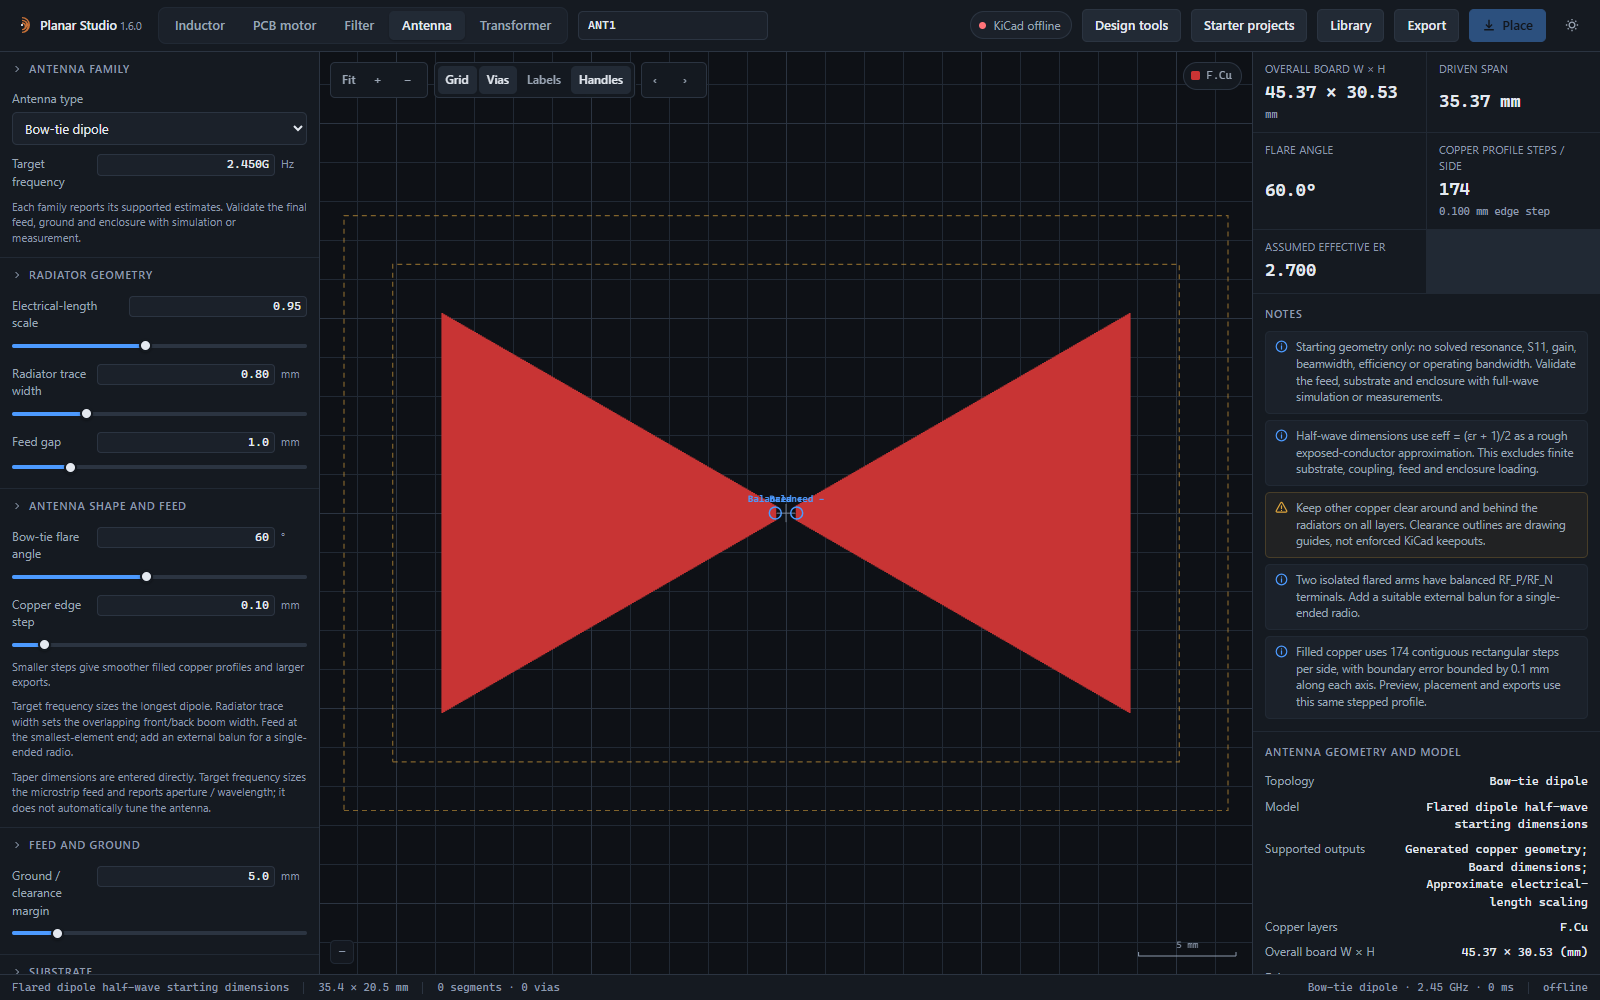 Planar Studio 1.6.0
Inductor
PCB motor
Filter
Antenna
Transformer
ANT1
KiCad offline
Design tools
Starter projects
Library
Export
Place
ANTENNA FAMILY
Antenna type
Bow-tie dipole
Target frequency
2.450G Hz
Each family reports its supported estimates. Validate the final
feed, ground and enclosure with simulation or
measurement.
RADIATOR GEOMETRY
Electrical-length scale
0.95
Radiator trace width
0.80 mm
Feed gap
1.0 mm
ANTENNA SHAPE AND FEED
Bow-tie flare angle
60 °
Copper edge step
0.10 mm
Smaller steps give smoother filled copper profiles and larger
exports.
Target frequency sizes the longest dipole. Radiator trace
width sets the overlapping front/back boom width. Feed at
the smallest-element end; add an external balun for a single-
ended radio.
Taper dimensions are entered directly. Target frequency sizes
the microstrip feed and reports aperture / wavelength; it
does not automatically tune the antenna.
FEED AND GROUND
Ground / clearance margin
5.0 mm
SUBSTRATE
Fit + −
Grid Vias Labels Handles
‹ ›
F.Cu
−
5 mm
OVERALL BOARD W × H
45.37 × 30.53
mm
DRIVEN SPAN
35.37 mm
FLARE ANGLE
60.0°
COPPER PROFILE STEPS /
SIDE
174
0.100 mm edge step
ASSUMED EFFECTIVE ER
2.700
NOTES
Starting geometry only: no solved resonance, S11, gain,
beamwidth, efficiency or operating bandwidth. Validate
the feed, substrate and enclosure with full-wave
simulation or measurements.
Half-wave dimensions use εeff = (εr + 1)/2 as a rough
exposed-conductor approximation. This excludes finite
substrate, coupling, feed and enclosure loading.
Keep other copper clear around and behind the
radiators on all layers. Clearance outlines are drawing
guides, not enforced KiCad keepouts.
Two isolated flared arms have balanced RF_P/RF_N
terminals. Add a suitable external balun for a single-
ended radio.
Filled copper uses 174 contiguous rectangular steps
per side, with boundary error bounded by 0.1 mm
along each axis. Preview, placement and exports use
this same stepped profile.
ANTENNA GEOMETRY AND MODEL
Topology Bow-tie dipole
Model Flared dipole half-wave
starting dimensions
Supported outputs Generated copper geometry;
Board dimensions;
Approximate electrical-
length scaling
Copper layers F.Cu
Overall board W × H 45.37 × 30.53 (mm)
Flared dipole half-wave starting dimensions
35.4 × 20.5 mm
0 segments · 0 vias
Bow-tie dipole · 2.45 GHz · 0 ms
offline